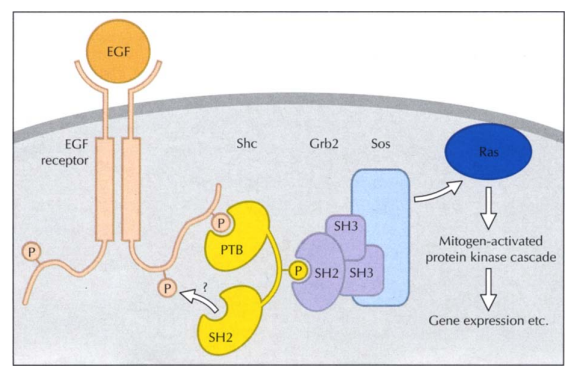 EGF
EGF
receptor
Shc
Grb2
Sos
Ras
P
P
P
?
PTB
SH2
P
SH2
SH3
SH3
Mitogen-activated
protein kinase cascade
Gene expression etc.